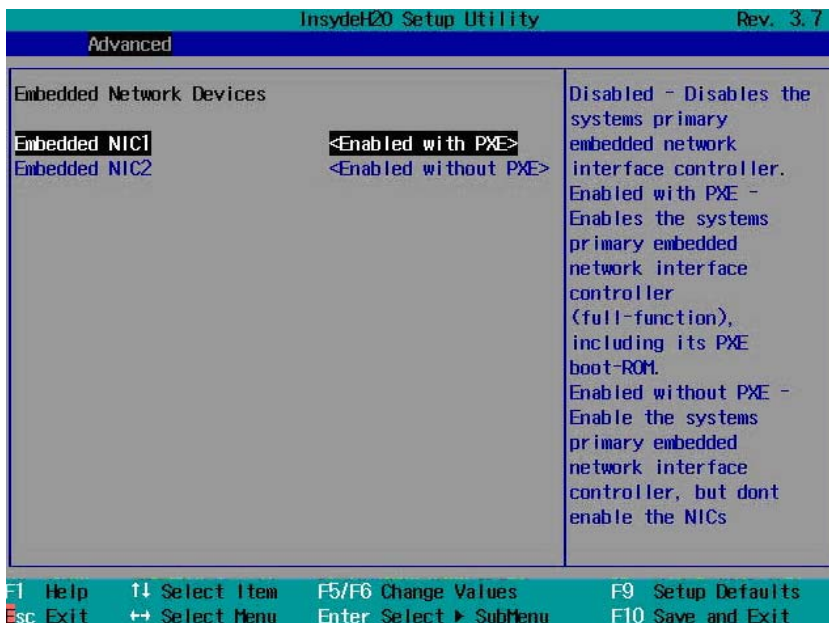 InsydeH20 Setup Utility Rev. 3.7
Advanced
Embedded Network Devices
Embedded NIC1 <Enabled with PXE>
Embedded NIC2 <Enabled without PXE>
Disabled - Disables the
systems primary
embedded network
interface controller.
Enabled with PXE -
Enables the systems
primary embedded
network interface
controller
(full-function),
including its PXE
boot-ROM.
Enabled without PXE -
Enable the systems
primary embedded
network interface
controller, but dont
enable the NICs
F1 Help ↑↓ Select Item F5/F6 Change Values F9 Setup Defaults
Esc Exit ↔ Select Menu Enter Select ▶ SubMenu F10 Save and Exit